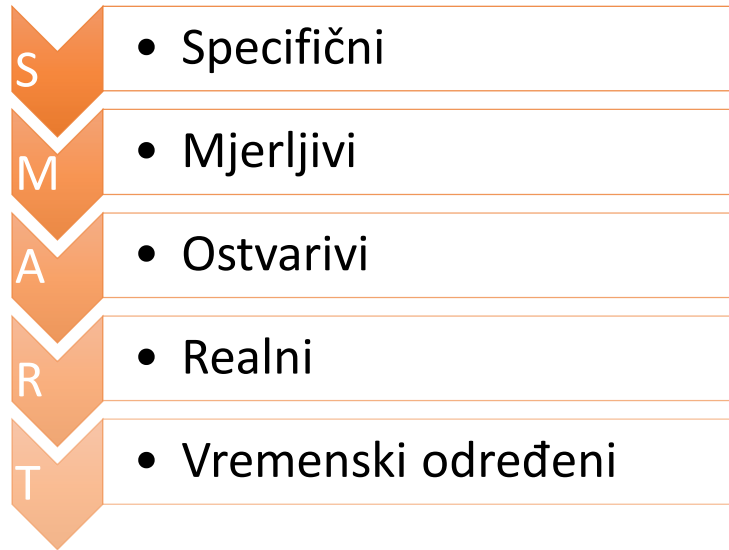 S
• Specifični
M
• Mjerljivi
A
• Ostvarivi
R
• Realni
T
• Vremenski određeni